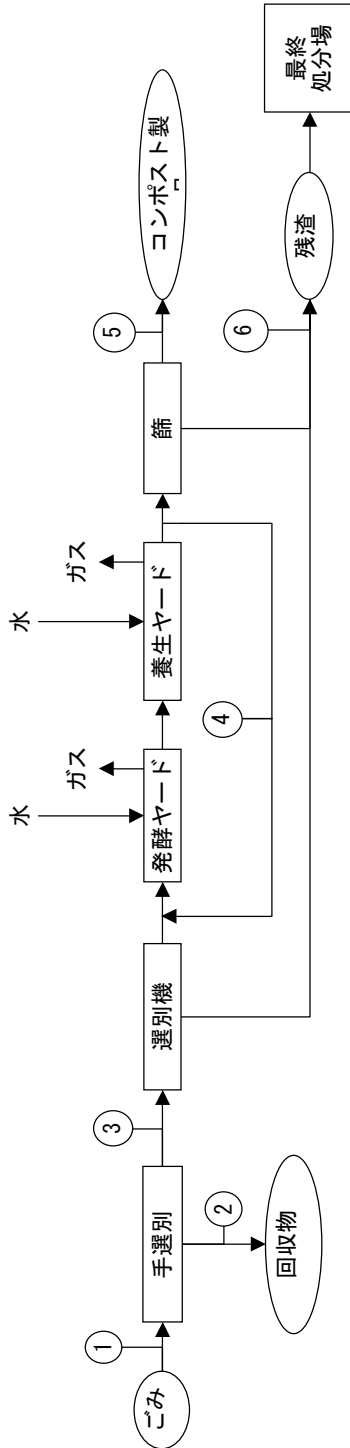 ごみ
1
手選別
2
回収物
3
選別機
発酵ヤード
水
ガス
4
養生ヤード
水
ガス
篩
5
コンポスト製
6
残渣
最終
処分場